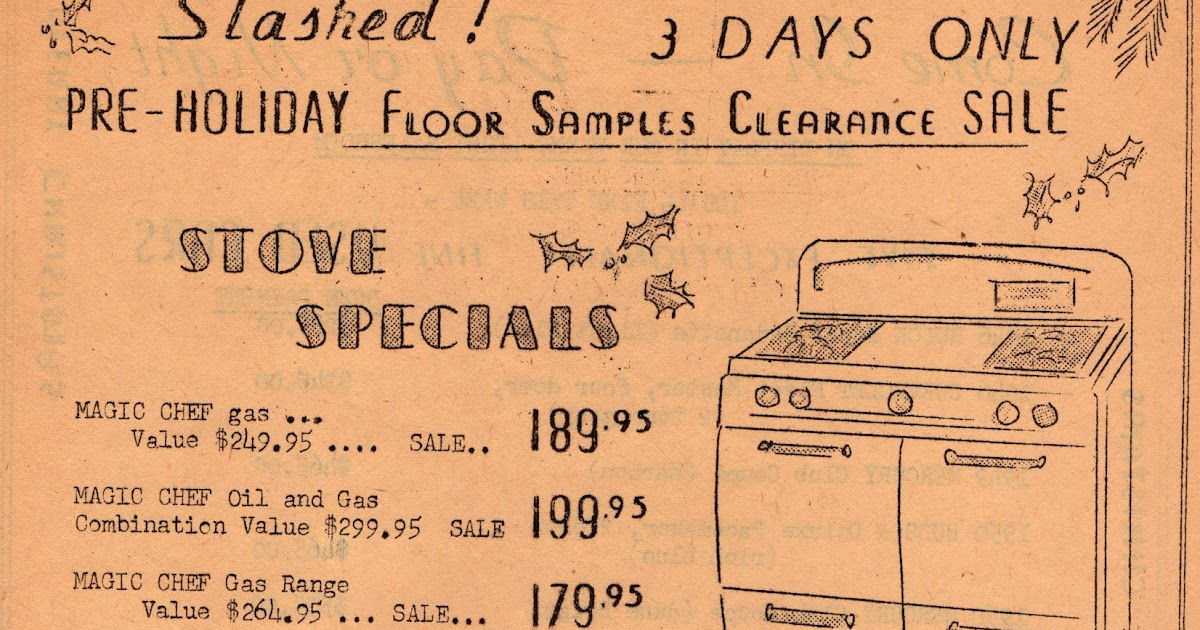 Slashed!
3 DAYS ONLY
PRE-HOLIDAY FLOOR SAMPLES CLEARANCE SALE
STOVE
SPECIALS
MAGIC CHEF gas ...
Value $249.95 .... SALE.. 189.95
MAGIC CHEF Oil and Gas
Combination Value $299.95 SALE 199.95
MAGIC CHEF Gas Range
Value $264.95 ... SALE... 179.95